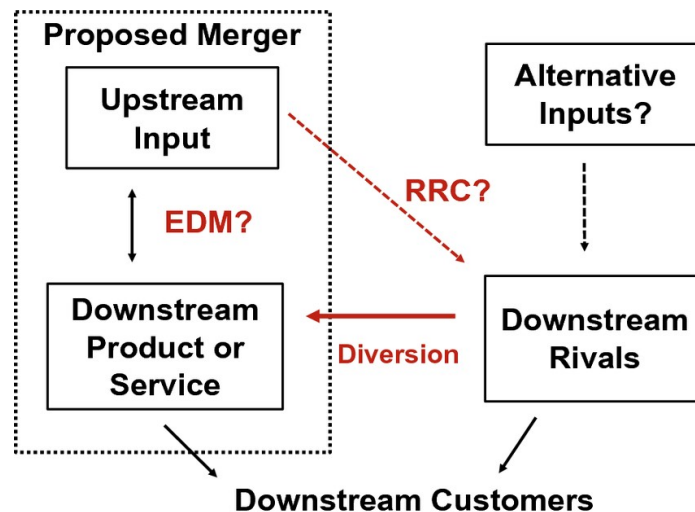 Proposed Merger
Upstream
Input
Alternative
Inputs?
RRC?
EDM?
Downstream
Product or
Service
Diversion
Downstream
Rivals
Downstream Customers